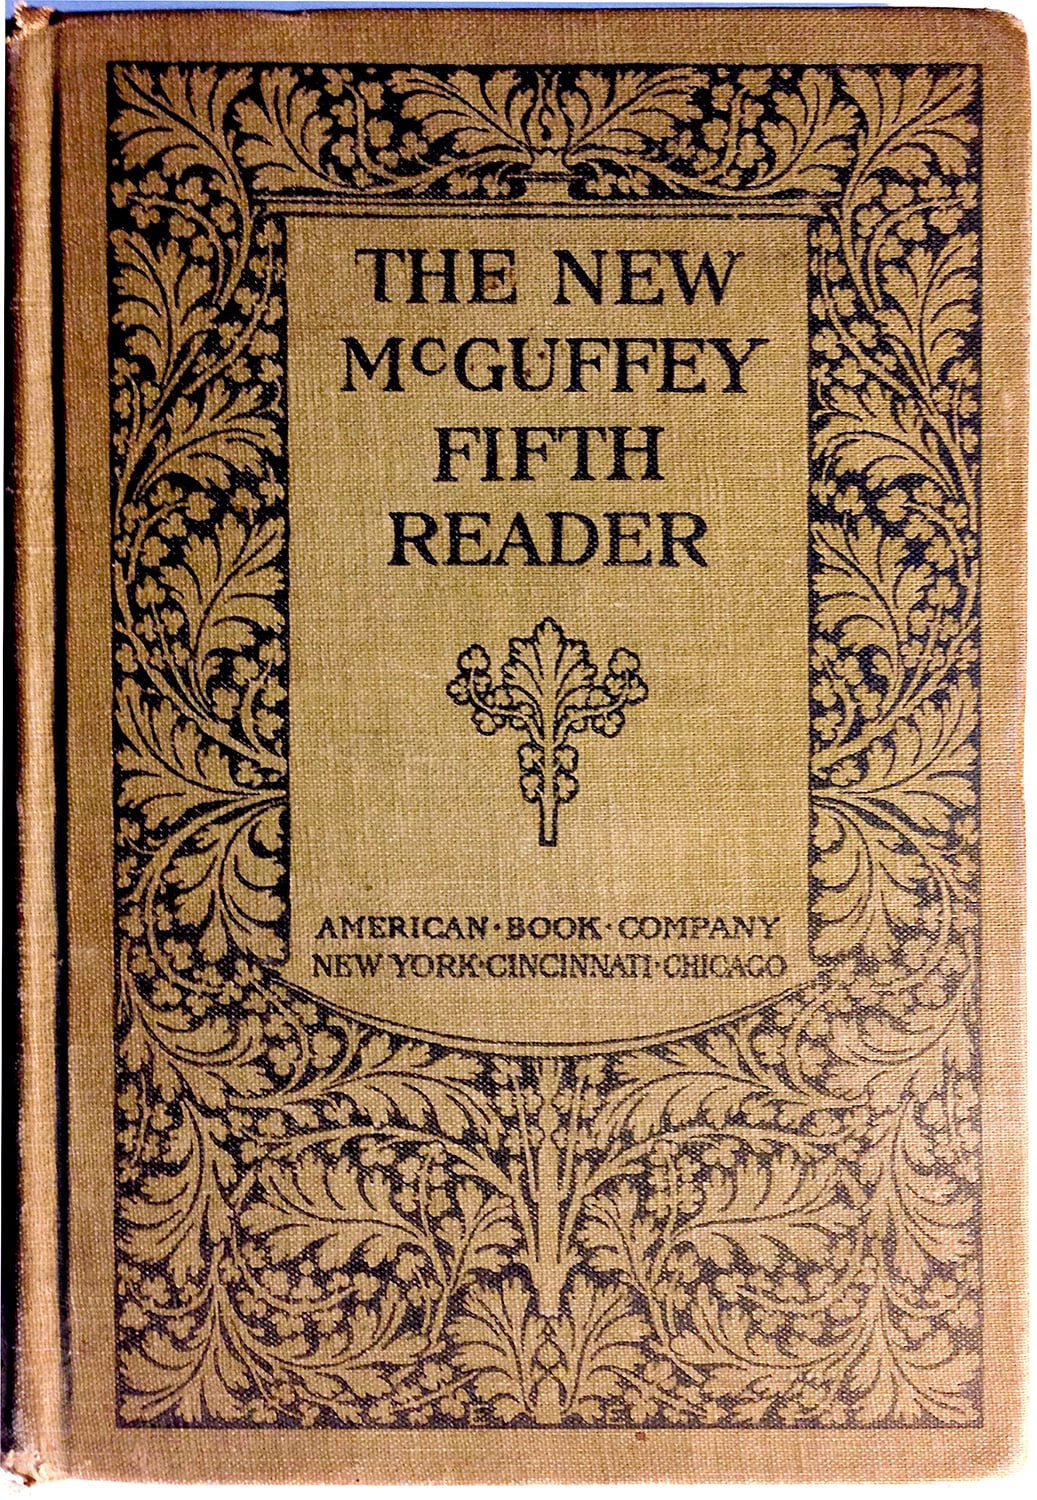 THE NEW
McGUFFEY
FIFTH
READER
AMERICAN·BOOK·COMPANY
NEW YORK·CINCINNATI·CHICAGO